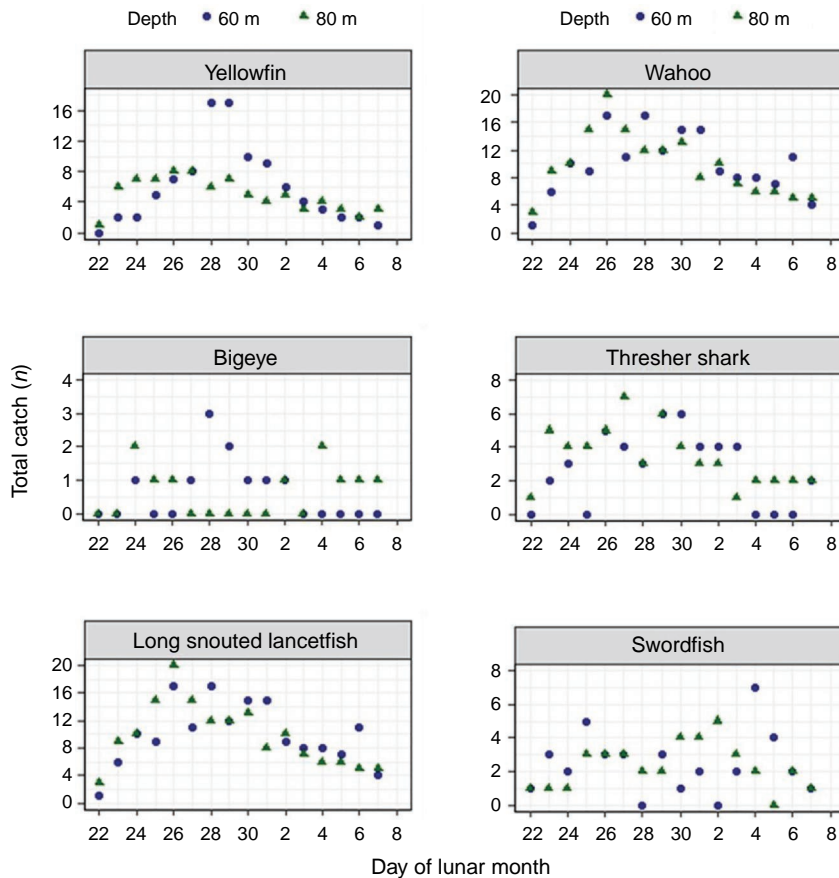 Depth 60 m 80 m
Depth 60 m 80 m
Yellowfin
16
12
8
4
0
22 24 26 28 30 2 4 6 8
Wahoo
20
16
12
8
4
0
22 24 26 28 30 2 4 6 8
Total catch (n)
Bigeye
4
3
2
1
0
22 24 26 28 30 2 4 6 8
Thresher shark
8
6
4
2
0
22 24 26 28 30 2 4 6 8
Long snouted lancetfish
20
16
12
8
4
0
22 24 26 28 30 2 4 6 8
Swordfish
8
6
4
2
0
22 24 26 28 30 2 4 6 8
Day of lunar month